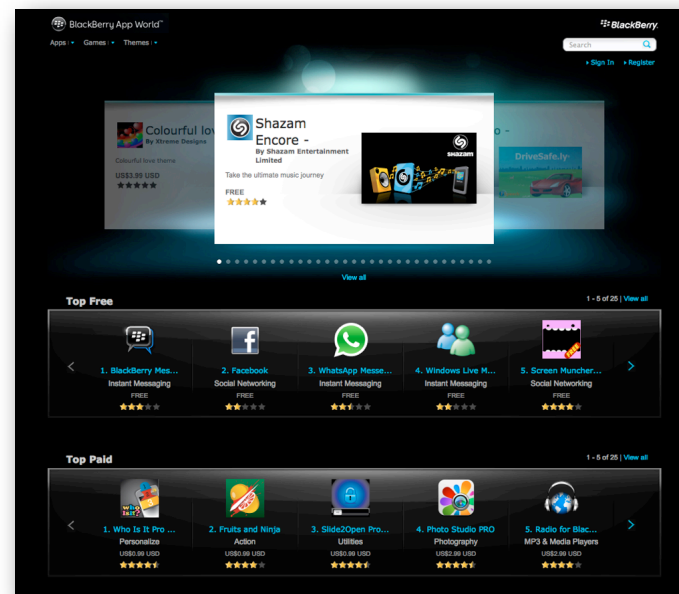 BlackBerry App World™
BlackBerry.
Apps Games Themes
Search
Sign In Register
Colourful lov
By Xtreme Designs
Colourful love theme
US$3.99 USD
Shazam
Encore -
By Shazam Entertainment
Limited
Take the ultimate music journey
FREE
SHAZAM
o -
DriveSafe.ly
View all
Top Free
1 - 5 of 25 | View all
1. BlackBerry Mes...
Instant Messaging
FREE
2. Facebook
Social Networking
FREE
3. WhatsApp Messe...
Instant Messaging
FREE
4. Windows Live M...
Instant Messaging
FREE
FREE
5. Screen Muncher...
Social Networking
FREE
Top Paid
1 - 5 of 25 | View all
who
is it?
1. Who Is It Pro ...
Personalize
US$0.99 USD
2. Fruits and Ninja
Action
US$0.99 USD
3. Slide2Open Pro...
Utilities
US$0.99 USD
4. Photo Studio PRO
Photography
US$2.99 USD
5. Radio for Blac...
MP3 & Media Players
US$2.99 USD